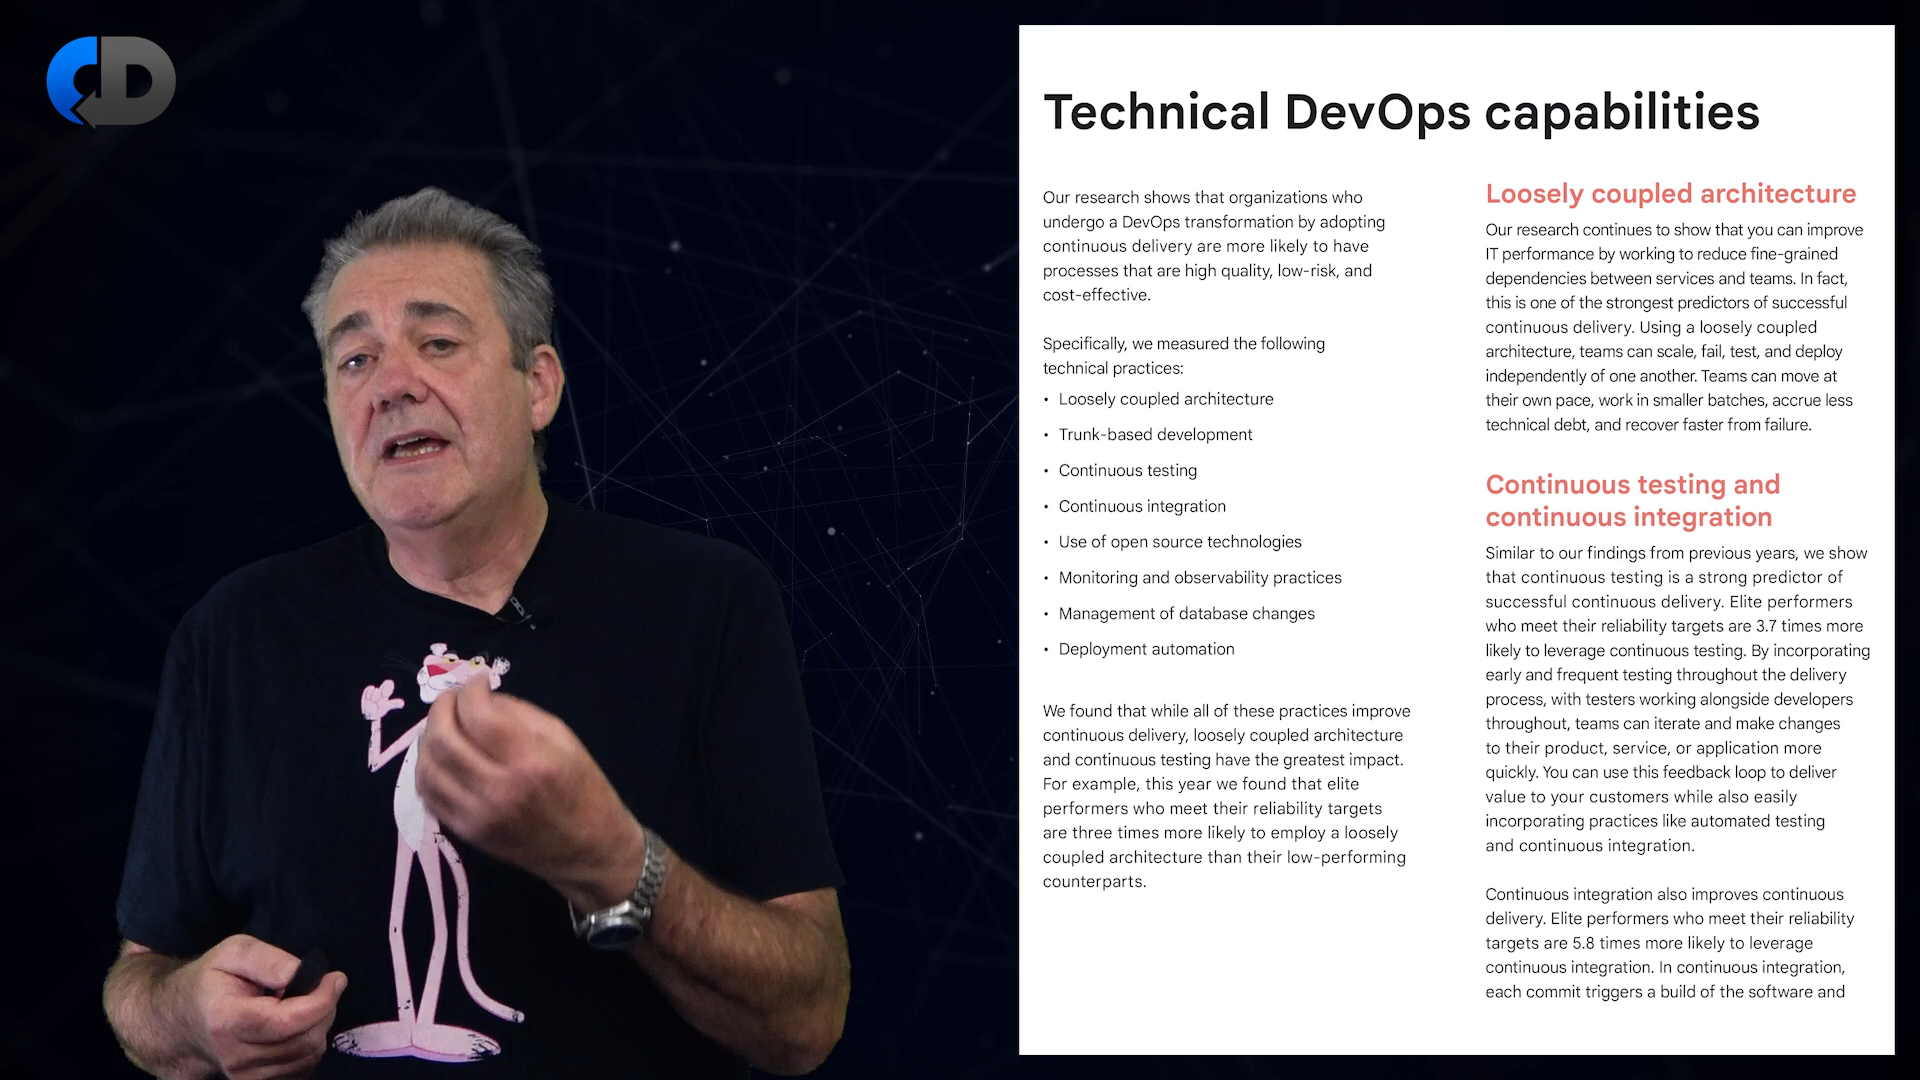 CD
Technical DevOps capabilities
Our research shows that organizations who
undergo a DevOps transformation by adopting
continuous delivery are more likely to have
processes that are high quality, low-risk, and
cost-effective.
Specifically, we measured the following
technical practices:
• Loosely coupled architecture
• Trunk-based development
• Continuous testing
• Continuous integration
• Use of open source technologies
• Monitoring and observability practices
• Management of database changes
• Deployment automation
We found that while all of these practices improve
continuous delivery, loosely coupled architecture
and continuous testing have the greatest impact.
For example, this year we found that elite
performers who meet their reliability targets
are three times more likely to employ a loosely
coupled architecture than their low-performing
counterparts.
Loosely coupled architecture
Our research continues to show that you can improve
IT performance by working to reduce fine-grained
dependencies between services and teams. In fact,
this is one of the strongest predictors of successful
continuous delivery. Using a loosely coupled
architecture, teams can scale, fail, test, and deploy
independently of one another. Teams can move at
their own pace, work in smaller batches, accrue less
technical debt, and recover faster from failure.
Continuous testing and
continuous integration
Similar to our findings from previous years, we show
that continuous testing is a strong predictor of
successful continuous delivery. Elite performers
who meet their reliability targets are 3.7 times more
likely to leverage continuous testing. By incorporating
early and frequent testing throughout the delivery
process, with testers working alongside developers
throughout, teams can iterate and make changes
to their product, service, or application more
quickly. You can use this feedback loop to deliver
value to your customers while also easily
incorporating practices like automated testing
and continuous integration.
Continuous integration also improves continuous
delivery. Elite performers who meet their reliability
targets are 5.8 times more likely to leverage
continuous integration. In continuous integration,
each commit triggers a build of the software and